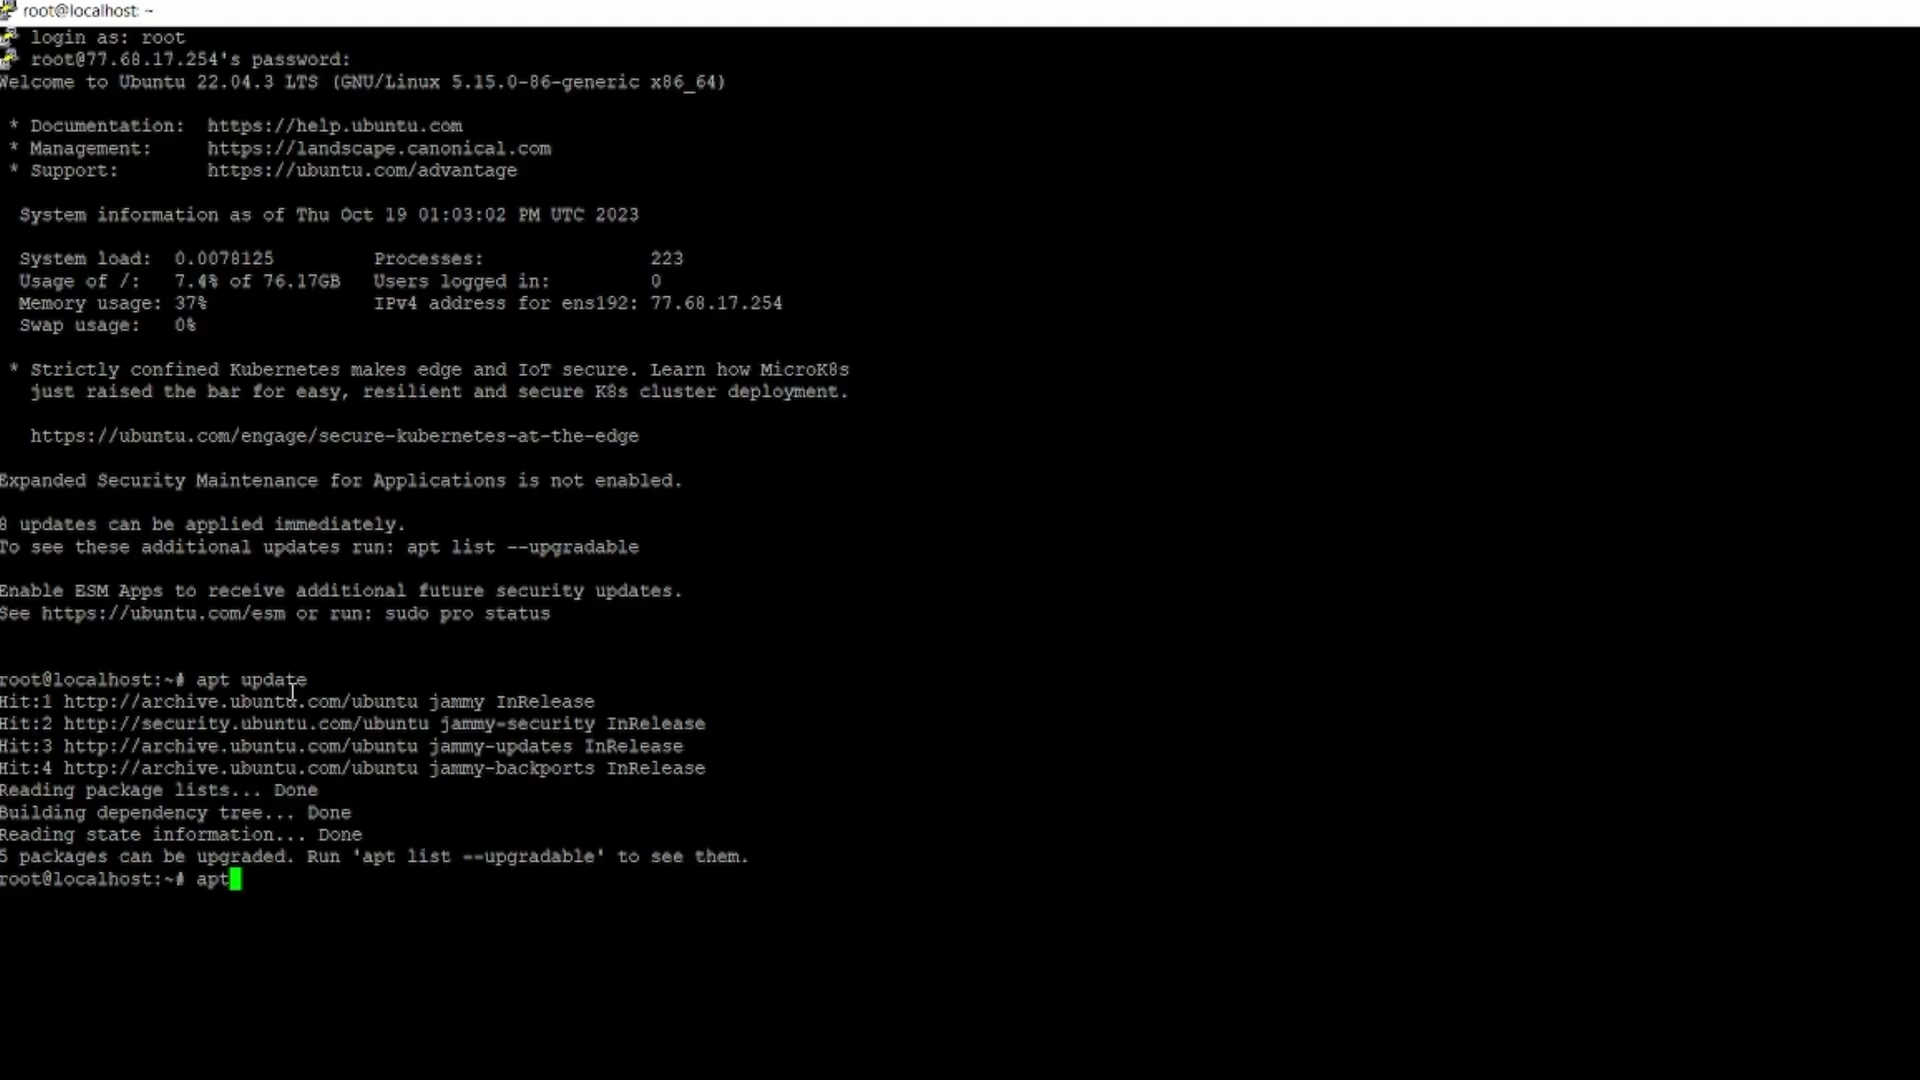 root@localhost: ~
login as: root
root@77.68.17.254's password:
Welcome to Ubuntu 22.04.3 LTS (GNU/Linux 5.15.0-86-generic x86_64)
* Documentation:  https://help.ubuntu.com
* Management:     https://landscape.canonical.com
* Support:        https://ubuntu.com/advantage
System information as of Thu Oct 19 01:03:02 PM UTC 2023
System load:  0.0078125         Processes:               223
Usage of /:   7.4% of 76.17GB   Users logged in:         0
Memory usage: 37%               IPv4 address for ens192: 77.68.17.254
Swap usage:   0%
* Strictly confined Kubernetes makes edge and IoT secure. Learn how MicroK8s
just raised the bar for easy, resilient and secure K8s cluster deployment.
https://ubuntu.com/engage/secure-kubernetes-at-the-edge
Expanded Security Maintenance for Applications is not enabled.
8 updates can be applied immediately.
To see these additional updates run: apt list --upgradable
Enable ESM Apps to receive additional future security updates.
See https://ubuntu.com/esm or run: sudo pro status
root@localhost:~# apt update
Hit:1 http://archive.ubuntu.com/ubuntu jammy InRelease
Hit:2 http://security.ubuntu.com/ubuntu jammy-security InRelease
Hit:3 http://archive.ubuntu.com/ubuntu jammy-updates InRelease
Hit:4 http://archive.ubuntu.com/ubuntu jammy-backports InRelease
Reading package lists... Done
Building dependency tree... Done
Reading state information... Done
5 packages can be upgraded. Run 'apt list --upgradable' to see them.
root@localhost:~# apt